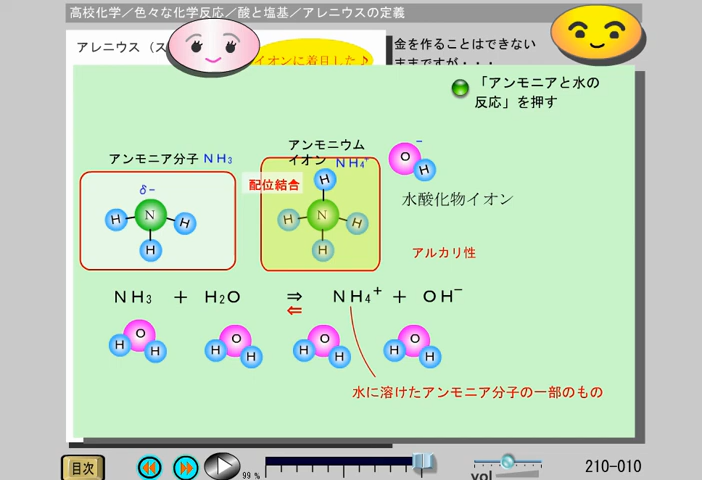 高校化学／色々な化学反応／酸と塩基／アレニウスの定義
アレニウス（ス
イオンに着目した♪
金を作ることはできない
ままですが・・・
「アンモニアと水の
反応」を押す
アンモニア分子 NH₃
アンモニウム
イオン NH₄⁺
配位結合
δ−
H N H
H
H
H N H
H
O −
H
水酸化物イオン
アルカリ性
NH₃ + H₂O ⇒ NH₄⁺ + OH⁻
⇐
O
H H
O
H H
O
H H
O
H H
水に溶けたアンモニア分子の一部のもの
目次
99 %
vol
210-010